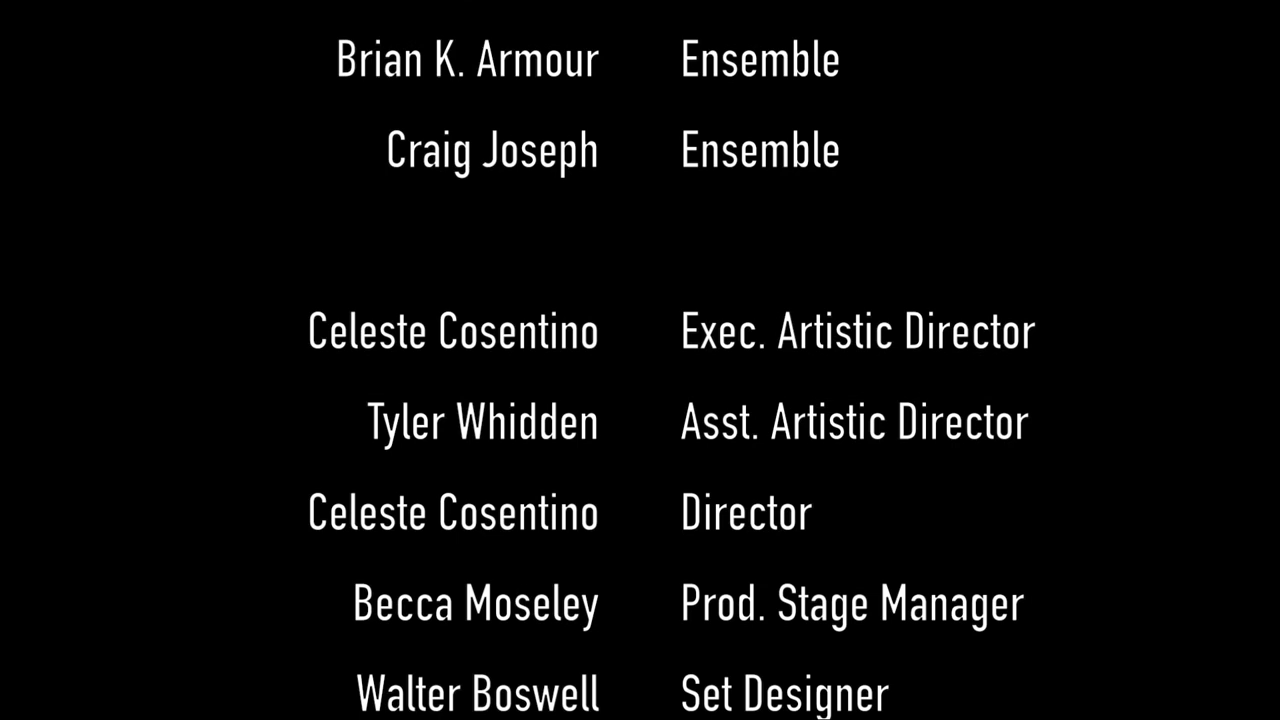 Brian K. Armour Ensemble
Craig Joseph Ensemble
Celeste Cosentino Exec. Artistic Director
Tyler Whidden Asst. Artistic Director
Celeste Cosentino Director
Becca Moseley Prod. Stage Manager
Walter Boswell Set Designer